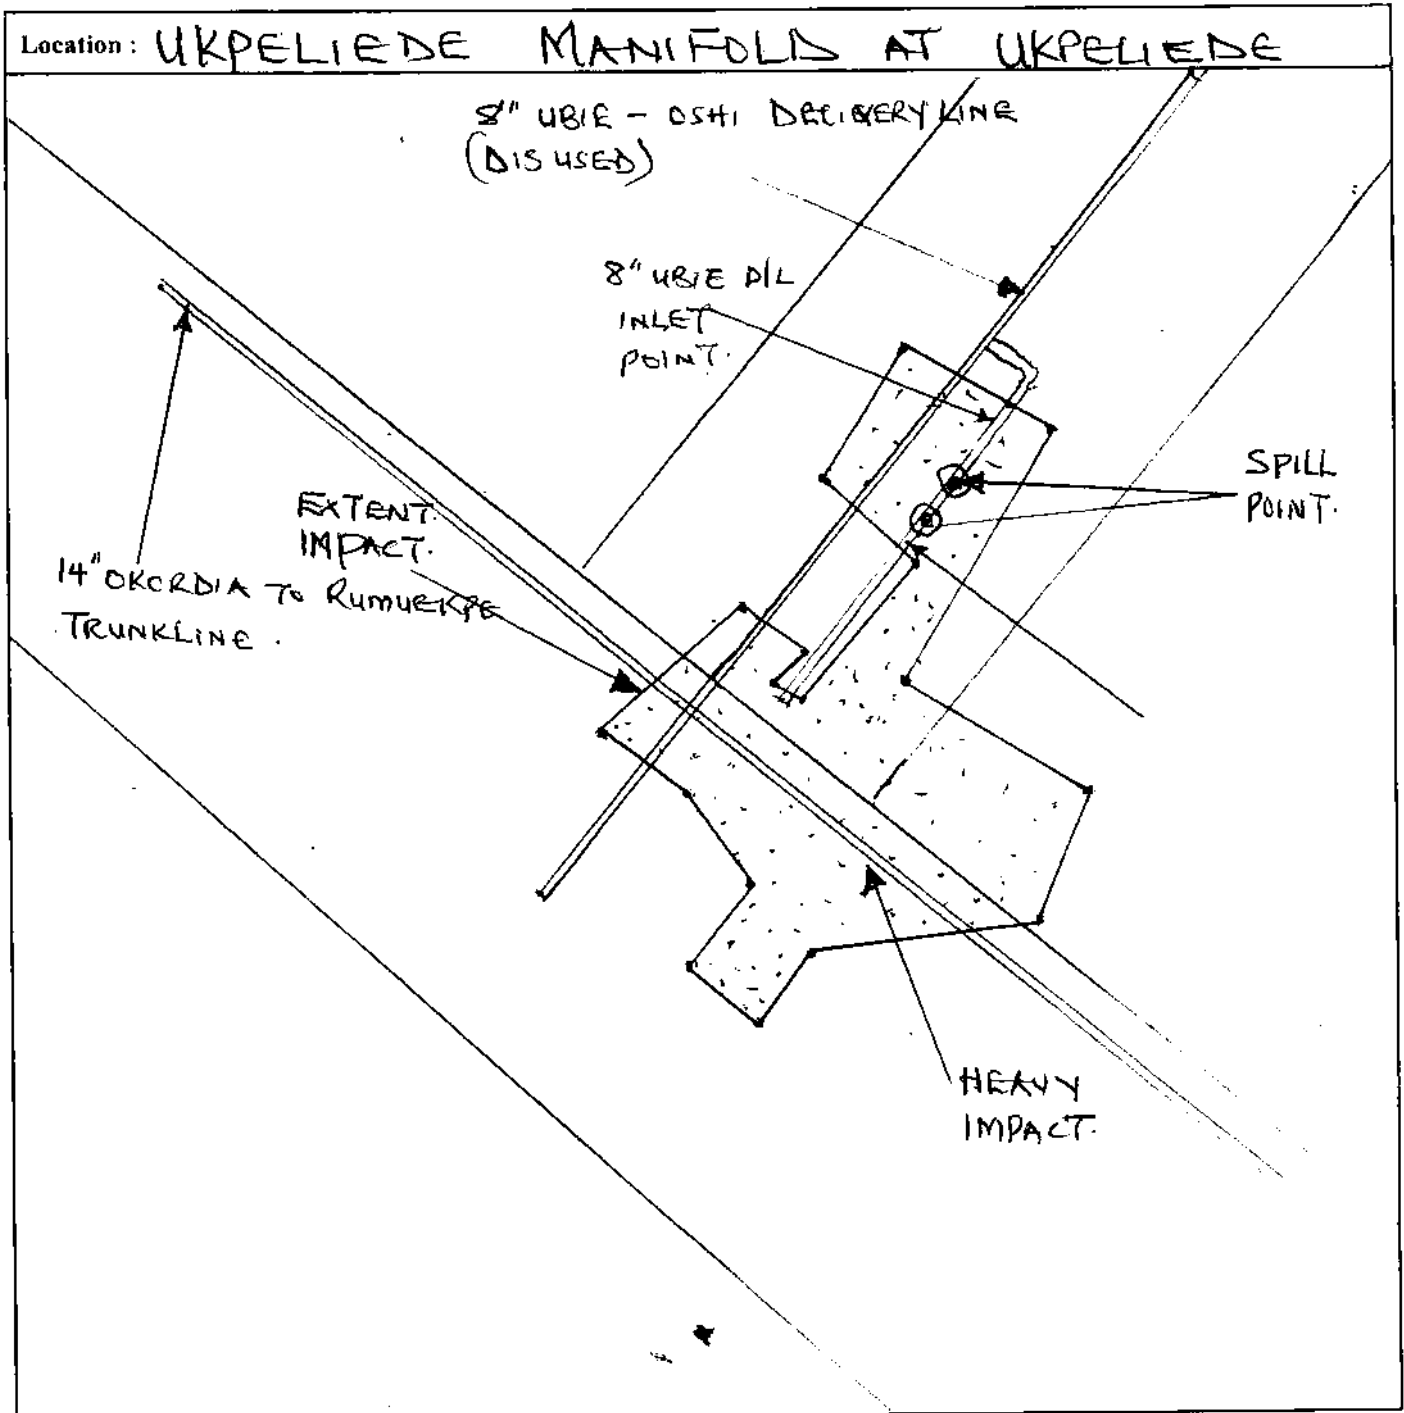 Location : UKPELIEDE MANIFOLD AT UKPELIEDE
8" UBIE - OSHI DELIVERY LINE
(DISUSED)
8" UBIE D/L
INLET
POINT.
SPILL
POINT.
EXTENT
IMPACT.
14" OKORDIA TO RUMUEKPE
TRUNKLINE.
HEAVY
IMPACT.